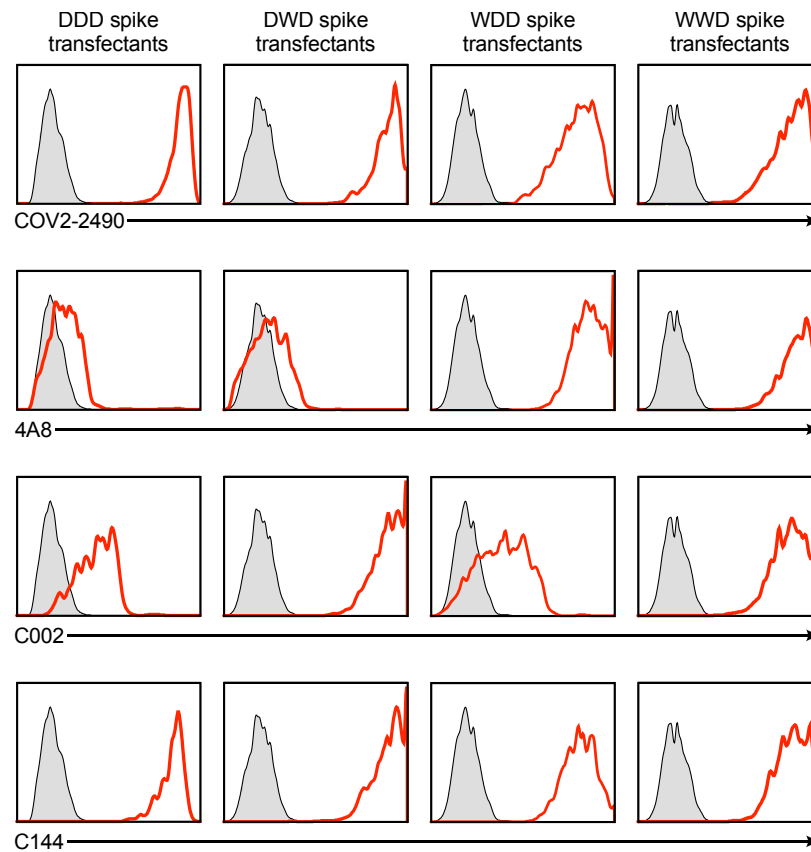 DDD spike
transfectants
DWD spike
transfectants
WDD spike
transfectants
WWD spike
transfectants
COV2-2490
4A8
C002
C144